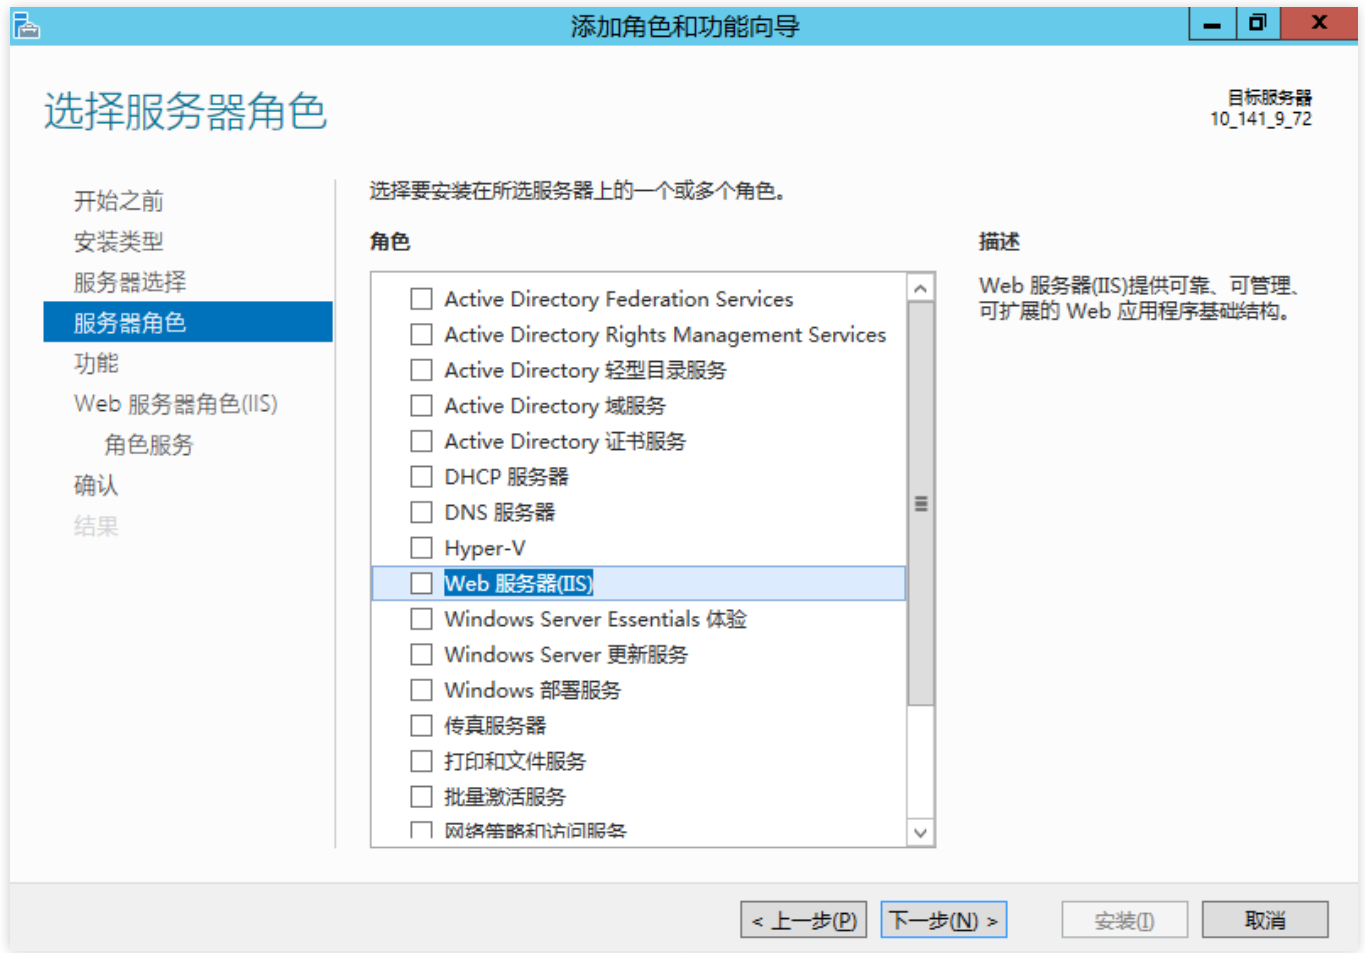 添加角色和功能向导
选择服务器角色
目标服务器
10_141_9_72
开始之前
安装类型
服务器选择
服务器角色
功能
Web 服务器角色(IIS)
角色服务
确认
结果
选择要安装在所选服务器上的一个或多个角色。
角色
Active Directory Federation Services
Active Directory Rights Management Services
Active Directory 轻型目录服务
Active Directory 域服务
Active Directory 证书服务
DHCP 服务器
DNS 服务器
Hyper-V
Web 服务器(IIS)
Windows Server Essentials 体验
Windows Server 更新服务
Windows 部署服务
传真服务器
打印和文件服务
批量激活服务
网络策略和访问服务
描述
Web 服务器(IIS)提供可靠、可管理、
可扩展的 Web 应用程序基础结构。
< 上一步(P)
下一步(N) >
安装(I)
取消